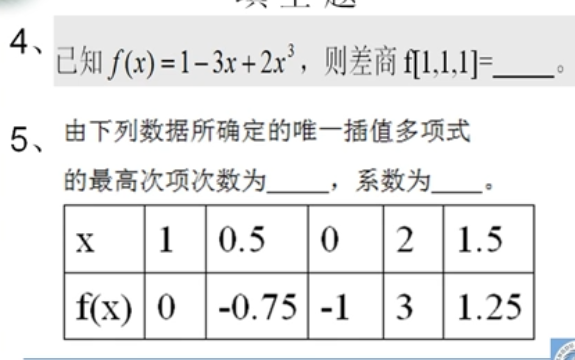 4、
已知 f(x)=1-3x+2x³，则差商 f[1,1,1]=____。
5、
由下列数据所确定的唯一插值多项式
的最高次项次数为____，系数为____。
x 1 0.5 0 2 1.5
f(x) 0 -0.75 -1 3 1.25